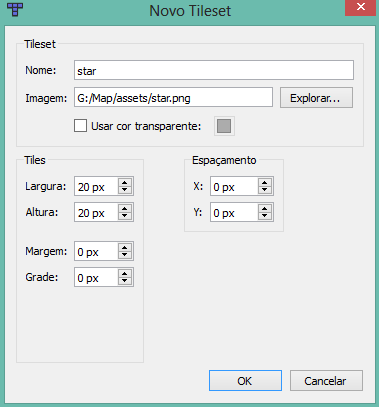 Novo Tileset
Tileset
Nome: star
Imagem: G:/Map/assets/star.png Explorar...
Usar cor transparente:
Tiles
Largura: 20 px
Altura: 20 px
Margem: 0 px
Grade: 0 px
Espaçamento
X: 0 px
Y: 0 px
OK Cancelar